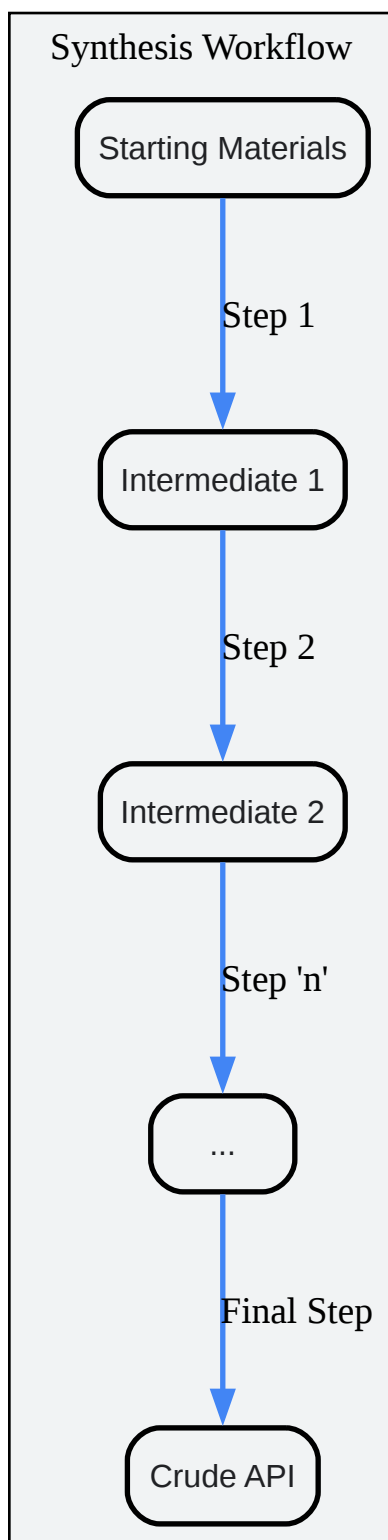 Synthesis Workflow
Starting Materials
Step 1
Intermediate 1
Step 2
Intermediate 2
Step 'n'
...
Final Step
Crude API